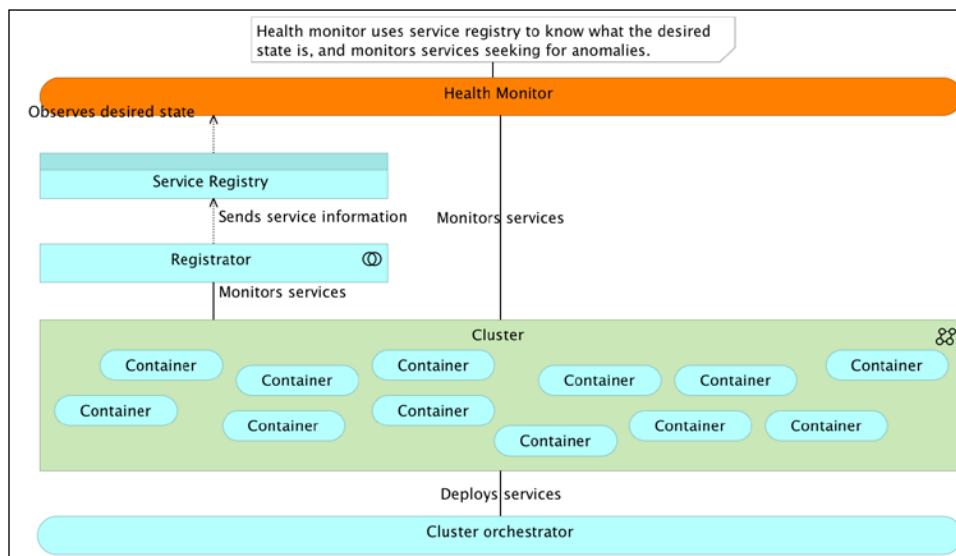 Health monitor uses service registry to know what the desired
state is, and monitors services seeking for anomalies.
Health Monitor
Observes desired state
Service Registry
Sends service information
Monitors services
Registrator
Monitors services
Cluster
Container
Container
Container
Container
Container
Container
Container
Container
Container
Container
Container
Container
Deploys services
Cluster orchestrator